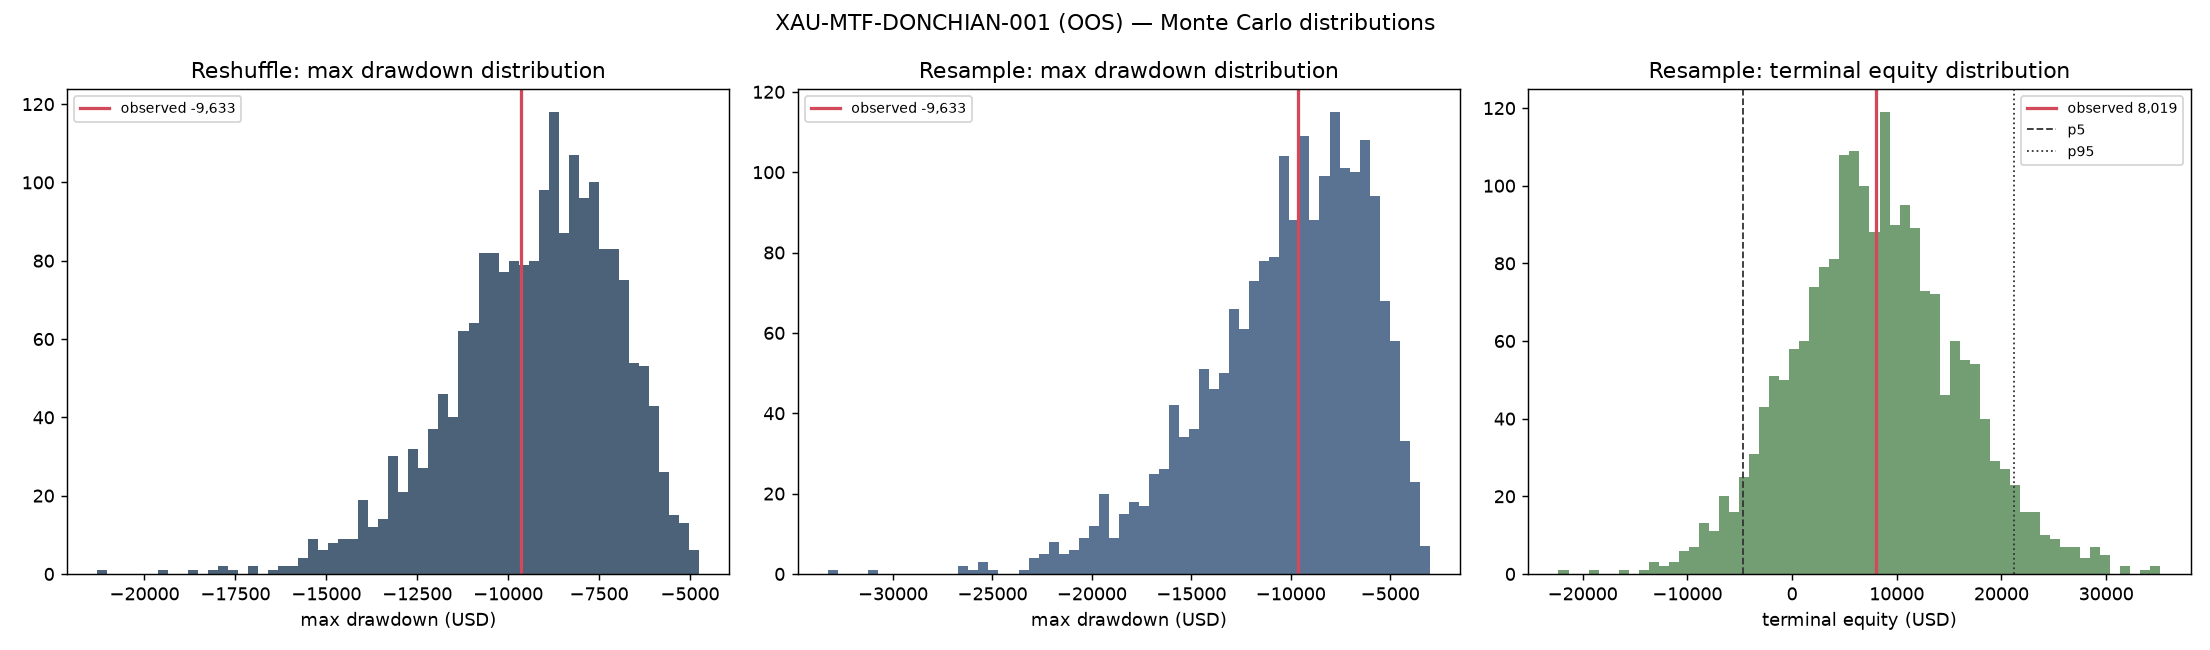 XAU-MTF-DONCHIAN-001 (OOS) — Monte Carlo distributions
Reshuffle: max drawdown distribution
observed -9,633
120
100
80
60
40
20
0
−20000 −17500 −15000 −12500 −10000 −7500 −5000
max drawdown (USD)
Resample: max drawdown distribution
observed -9,633
120
100
80
60
40
20
0
−30000 −25000 −20000 −15000 −10000 −5000
max drawdown (USD)
Resample: terminal equity distribution
observed 8,019
p5
p95
120
100
80
60
40
20
0
−20000 −10000 0 10000 20000 30000
terminal equity (USD)